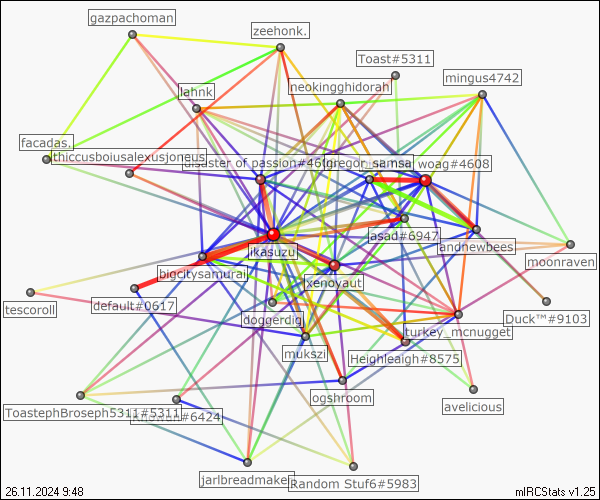 gazpachoman
zeehonk.
Toast#5311
mingus4742
lahnk
neokingghidorah
facadas.
thiccusboiusalexusjoneus
disaster of passion#46
gregor_samsa
woag#4608
asad#6947
andnewbees
ikasuzu
moonraven
bigcitysamurai
xenoyaut
tescoroll
default#0617
doggerdig
Duck™#9103
turkey_mcnugget
mukszi
Heighleaigh#8575
ogshroom
avelicious
ToastephBroseph5311#5311
#6424
jarlbreadmaker
Random Stuf6#5983
26.11.2024 9:48
mIRCStats v1.25